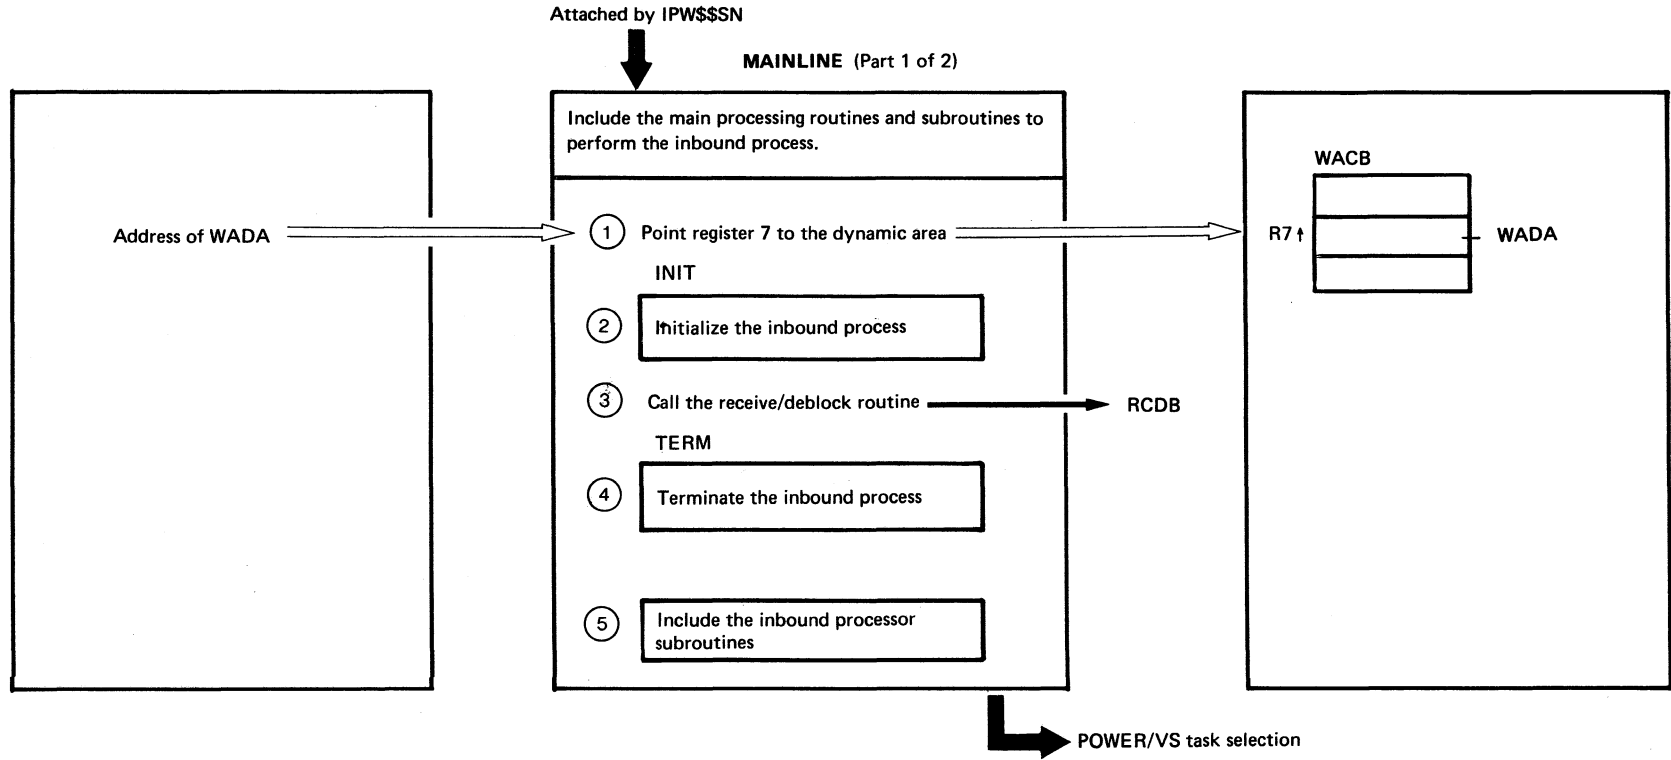 Attached by IPW$$SN
MAINLINE (Part 1 of 2)
Include the main processing routines and subroutines to
perform the inbound process.
WACB
Address of WADA
1 Point register 7 to the dynamic area
R7↑
WADA
INIT
2 Initialize the inbound process
3 Call the receive/deblock routine
RCDB
TERM
4 Terminate the inbound process
5 Include the inbound processor
subroutines
POWER/VS task selection